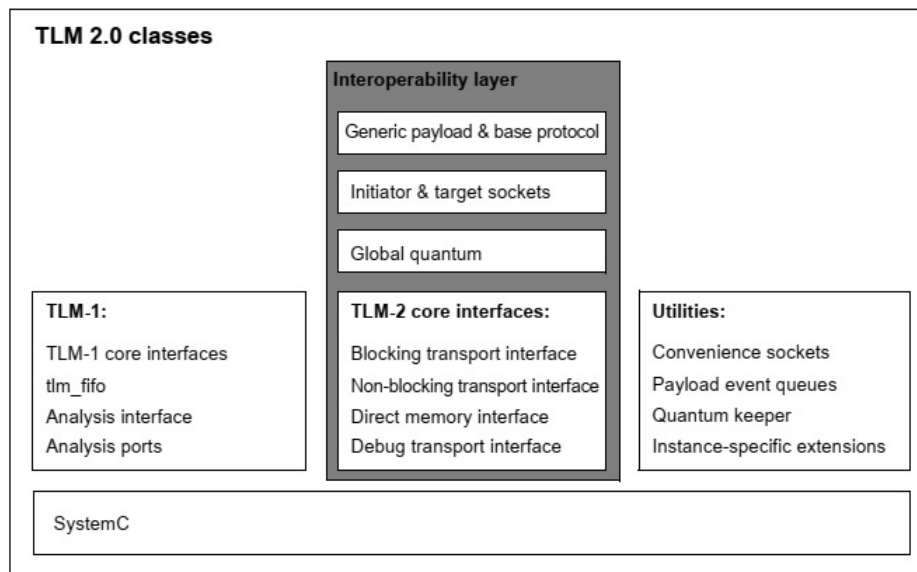 TLM 2.0 classes
Interoperability layer
Generic payload & base protocol
Initiator & target sockets
Global quantum
TLM-1:
TLM-1 core interfaces
tlm_fifo
Analysis interface
Analysis ports
TLM-2 core interfaces:
Blocking transport interface
Non-blocking transport interface
Direct memory interface
Debug transport interface
Utilities:
Convenience sockets
Payload event queues
Quantum keeper
Instance-specific extensions
SystemC